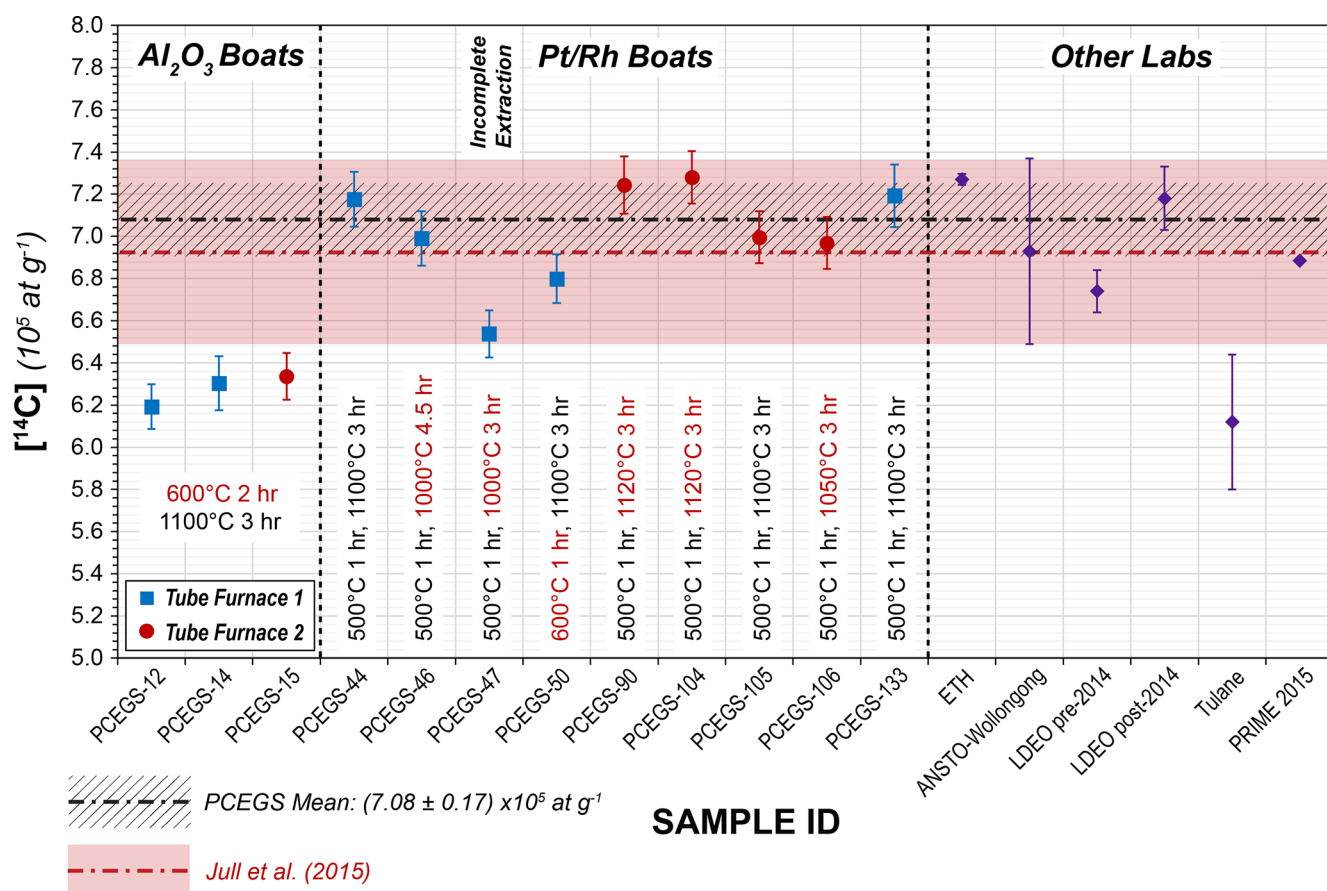 Al₂O₃ Boats
Incomplete
Extraction
Pt/Rh Boats
Other Labs
[¹⁴C] (10⁵ at g⁻¹)
8.0
7.8
7.6
7.4
7.2
7.0
6.8
6.6
6.4
6.2
6.0
5.8
5.6
5.4
5.2
5.0
600°C 2 hr
1100°C 3 hr
500°C 1 hr, 1100°C 3 hr
500°C 1 hr, 1000°C 4.5 hr
500°C 1 hr, 1000°C 3 hr
600°C 1 hr, 1100°C 3 hr
500°C 1 hr, 1120°C 3 hr
500°C 1 hr, 1120°C 3 hr
500°C 1 hr, 1100°C 3 hr
500°C 1 hr, 1050°C 3 hr
500°C 1 hr, 1100°C 3 hr
Tube Furnace 1
Tube Furnace 2
PCEGS-12
PCEGS-14
PCEGS-15
PCEGS-44
PCEGS-46
PCEGS-47
PCEGS-50
PCEGS-90
PCEGS-104
PCEGS-105
PCEGS-106
PCEGS-133
ETH
ANSTO-Wollongong
LDEO pre-2014
LDEO post-2014
Tulane
PRIME 2015
PCEGS Mean: (7.08 ± 0.17) x10⁵ at g⁻¹
SAMPLE ID
Jull et al. (2015)